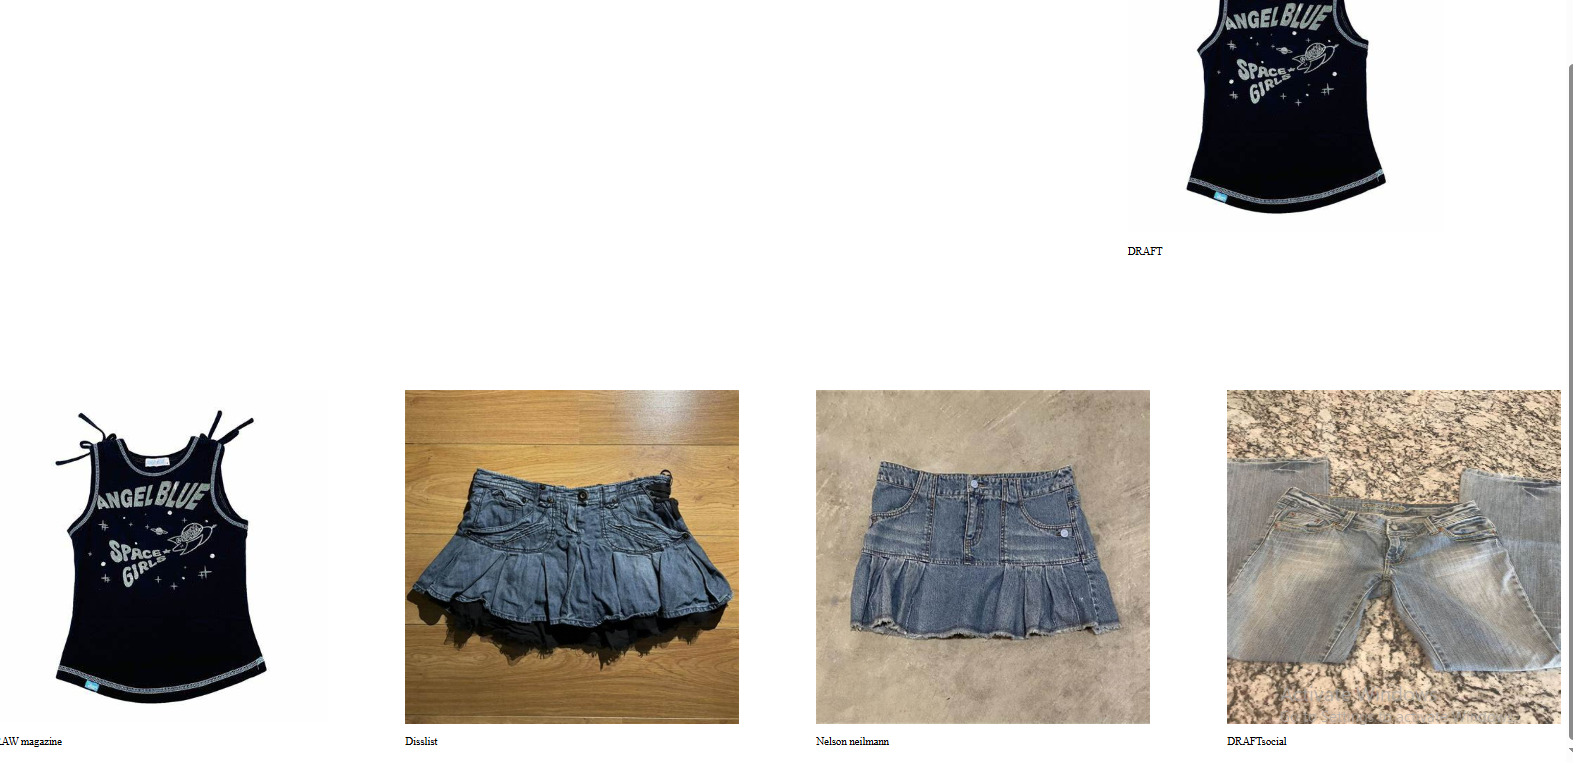 ANGEL BLUE
SPACE
GIRLS
DRAFT
ANGEL BLUE
SPACE
GIRLS
AW magazine
Disslist
Nelson neilmann
DRAFTsocial